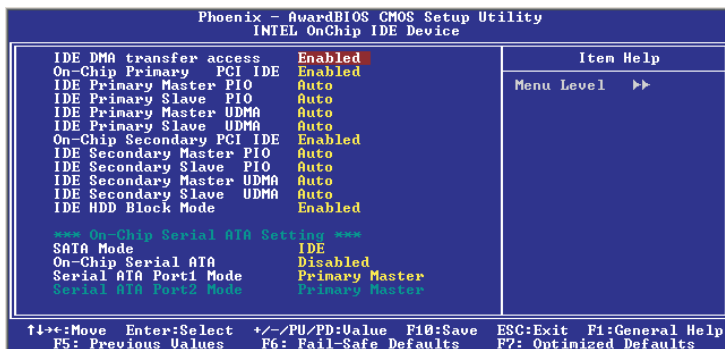 Phoenix - AwardBIOS CMOS Setup Utility
INTEL OnChip IDE Device
IDE DMA transfer access Enabled
On-Chip Primary PCI IDE Enabled
IDE Primary Master PIO Auto
IDE Primary Slave PIO Auto
IDE Primary Master UDMA Auto
IDE Primary Slave UDMA Auto
On-Chip Secondary PCI IDE Enabled
IDE Secondary Master PIO Auto
IDE Secondary Slave PIO Auto
IDE Secondary Master UDMA Auto
IDE Secondary Slave UDMA Auto
IDE HDD Block Mode Enabled
*** On-Chip Serial ATA Setting ***
SATA Mode IDE
On-Chip Serial ATA Disabled
Serial ATA Port1 Mode Primary Master
Serial ATA Port2 Mode Primary Master
Item Help
Menu Level ►►
↑↓→←:Move Enter:Select +/-/PU/PD:Value F10:Save ESC:Exit F1:General Help
F5: Previous Values F6: Fail-Safe Defaults F7: Optimized Defaults